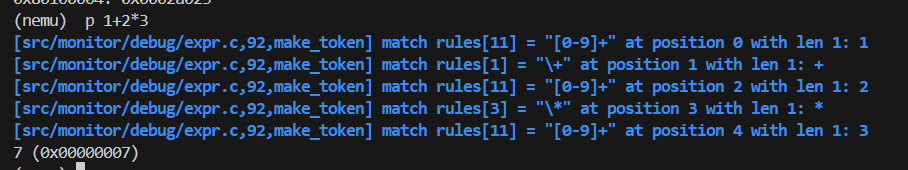 0x80100004: 0x0002a023
(nemu)  p 1+2*3
[src/monitor/debug/expr.c,92,make_token] match rules[11] = "[0-9]+" at position 0 with len 1: 1
[src/monitor/debug/expr.c,92,make_token] match rules[1] = "\+" at position 1 with len 1: +
[src/monitor/debug/expr.c,92,make_token] match rules[11] = "[0-9]+" at position 2 with len 1: 2
[src/monitor/debug/expr.c,92,make_token] match rules[3] = "\*" at position 3 with len 1: *
[src/monitor/debug/expr.c,92,make_token] match rules[11] = "[0-9]+" at position 4 with len 1: 3
7 (0x00000007)